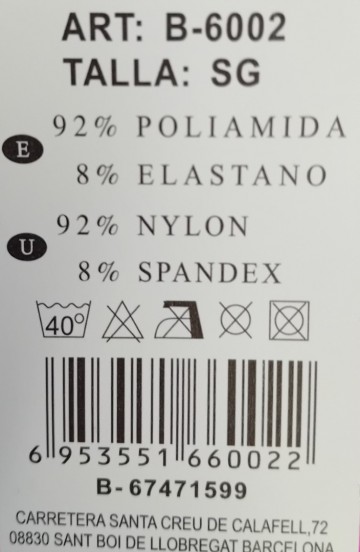 ART: B-6002
TALLA: SG
E
92% POLIAMIDA
8% ELASTANO
U
92% NYLON
8% SPANDEX
40°
6 953551 660022
B-67471599
CARRETERA SANTA CREU DE CALAFELL,72
08830 SANT BOI DE LLOBREGAT BARCELONA